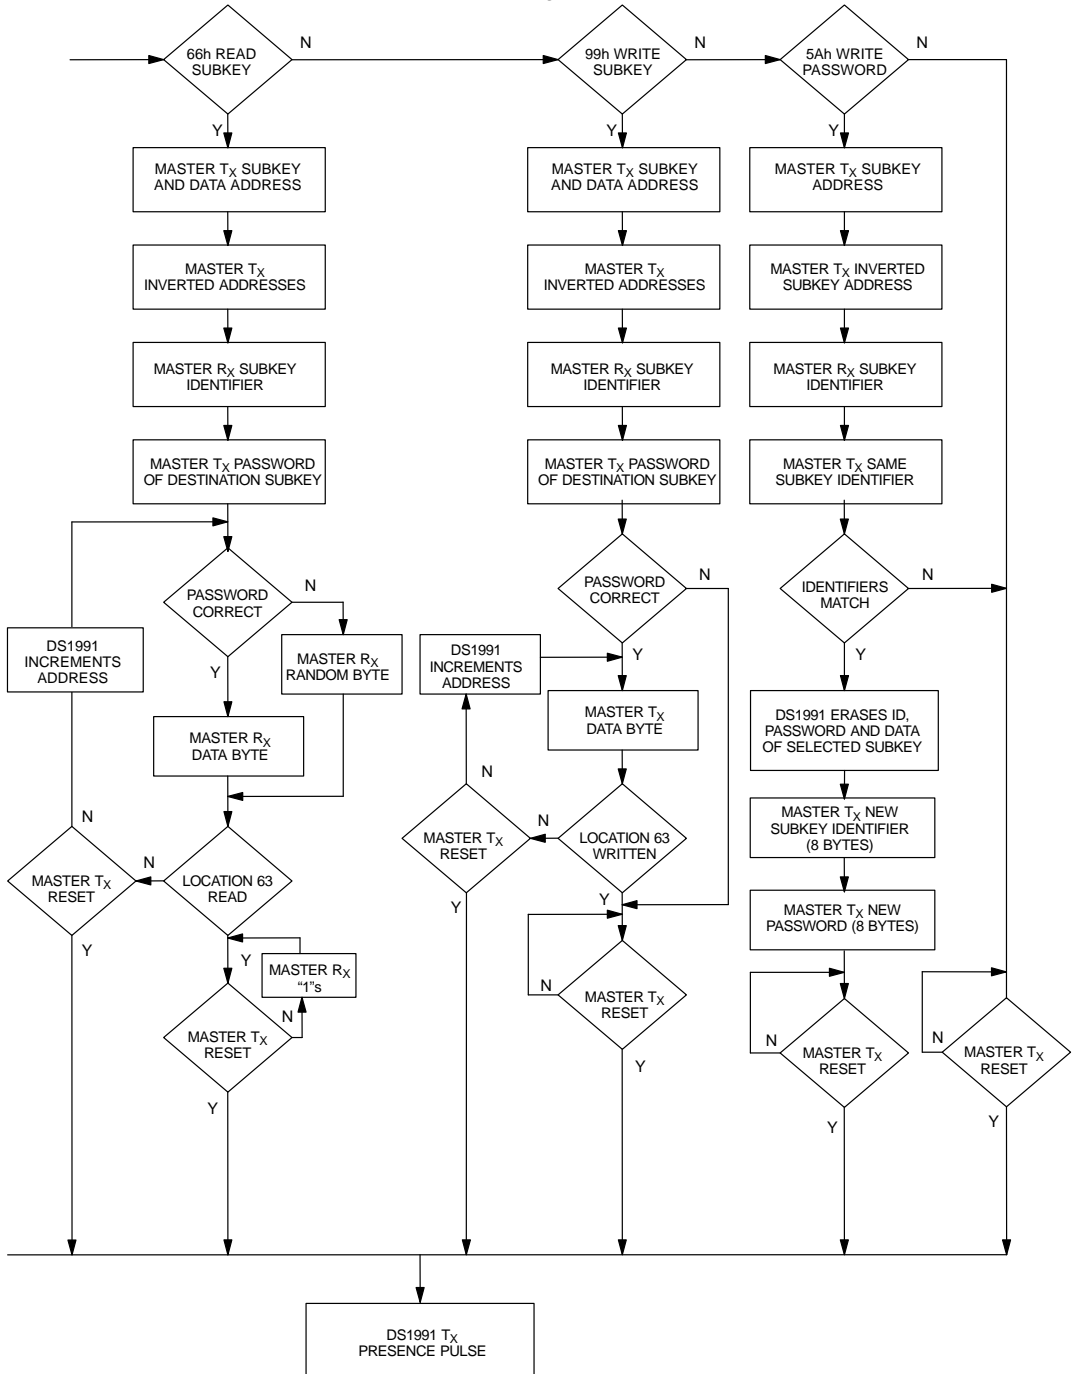 66h READ
SUBKEY
N
99h WRITE
SUBKEY
N
5Ah WRITE
PASSWORD
N
Y
Y
Y
MASTER TX SUBKEY
AND DATA ADDRESS
MASTER TX SUBKEY
AND DATA ADDRESS
MASTER TX SUBKEY
ADDRESS
MASTER TX
INVERTED ADDRESSES
MASTER TX
INVERTED ADDRESSES
MASTER TX INVERTED
SUBKEY ADDRESS
MASTER RX SUBKEY
IDENTIFIER
MASTER RX SUBKEY
IDENTIFIER
MASTER RX SUBKEY
IDENTIFIER
MASTER TX PASSWORD
OF DESTINATION SUBKEY
MASTER TX PASSWORD
OF DESTINATION SUBKEY
MASTER TX SAME
SUBKEY IDENTIFIER
PASSWORD
CORRECT
N
PASSWORD
CORRECT
N
IDENTIFIERS
MATCH
N
DS1991
INCREMENTS
ADDRESS
Y
MASTER RX
RANDOM BYTE
DS1991
INCREMENTS
ADDRESS
Y
Y
MASTER RX
DATA BYTE
MASTER TX
DATA BYTE
DS1991 ERASES ID,
PASSWORD AND DATA
OF SELECTED SUBKEY
N
N
MASTER TX NEW
SUBKEY IDENTIFIER
(8 BYTES)
MASTER TX
RESET
N
LOCATION 63
READ
MASTER TX
RESET
N
LOCATION 63
WRITTEN
MASTER TX NEW
PASSWORD (8 BYTES)
Y
Y
Y
Y
MASTER RX
“1”s
N
MASTER TX
RESET
N
MASTER TX
RESET
N
MASTER TX
RESET
N
MASTER TX
RESET
Y
Y
Y
Y
DS1991 TX
PRESENCE PULSE